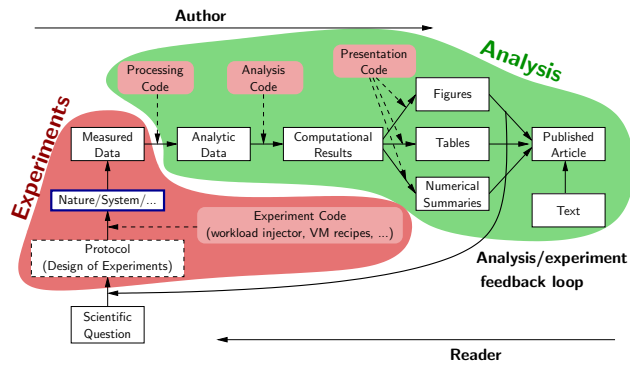 Author
Analysis
Processing
Code
Analysis
Code
Presentation
Code
Figures
Experiments
Measured
Data
Analytic
Data
Computational
Results
Tables
Published
Article
Nature/System/...
Numerical
Summaries
Text
Experiment Code
(workload injector, VM recipes, ...)
Protocol
(Design of Experiments)
Analysis/experiment
feedback loop
Scientific
Question
Reader